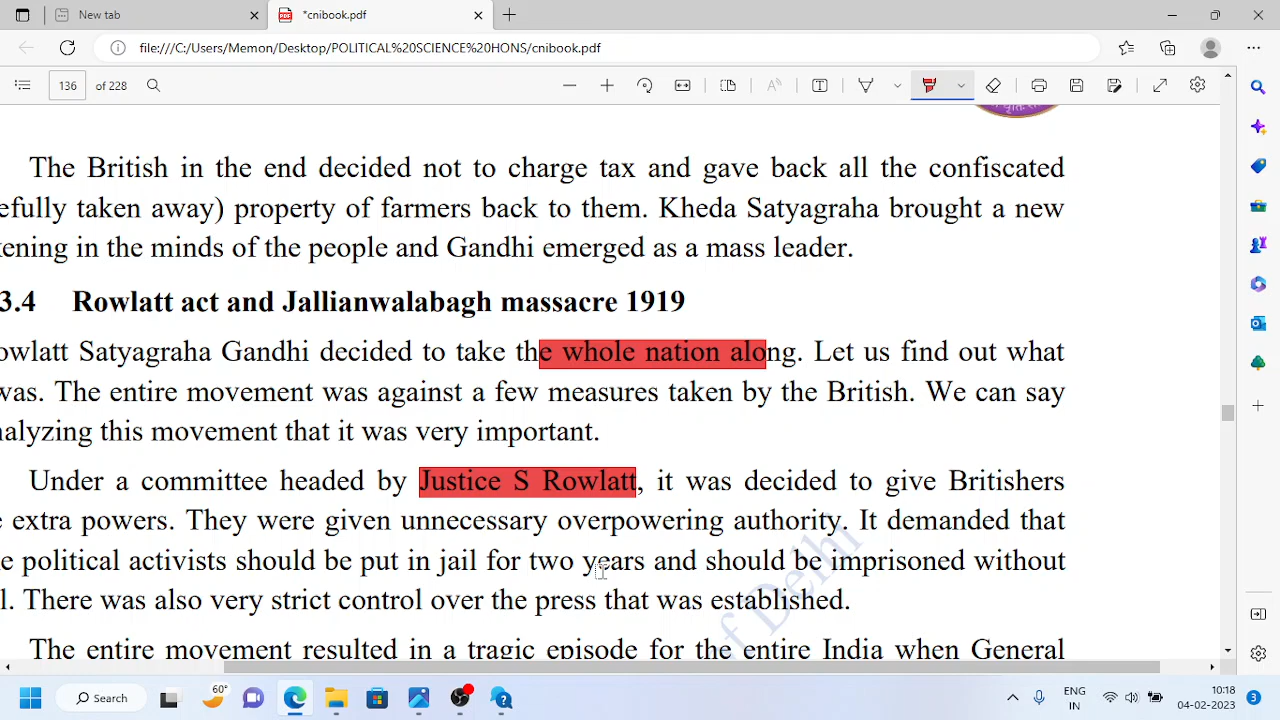 New tab
*cnibook.pdf
file:///C:/Users/Memon/Desktop/POLITICAL%20SCIENCE%20HONS/cnibook.pdf
136 of 228
The British in the end decided not to charge tax and gave back all the confiscated
efully taken away) property of farmers back to them. Kheda Satyagraha brought a new
kening in the minds of the people and Gandhi emerged as a mass leader.
3.4 Rowlatt act and Jallianwalabagh massacre 1919
owlatt Satyagraha Gandhi decided to take the whole nation along. Let us find out what
was. The entire movement was against a few measures taken by the British. We can say
nalyzing this movement that it was very important.
Under a committee headed by Justice S Rowlatt, it was decided to give Britishers
e extra powers. They were given unnecessary overpowering authority. It demanded that
e political activists should be put in jail for two years and should be imprisoned without
l. There was also very strict control over the press that was established.
The entire movement resulted in a tragic episode for the entire India when General
of Delhi
Search
60°
ENG
IN
10:18
04-02-2023
3